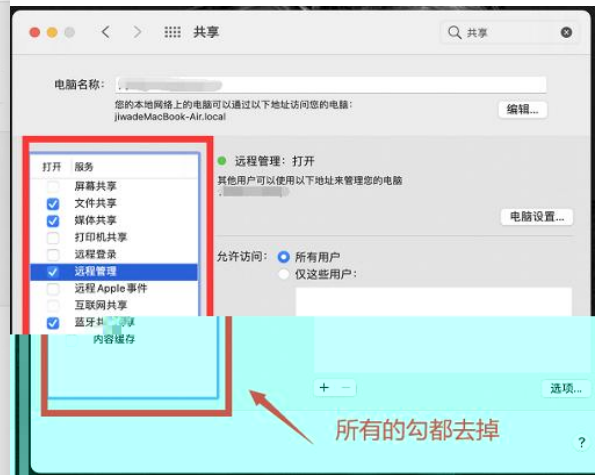 共享
共享
电脑名称:
您的本地网络上的电脑可以通过以下地址访问您的电脑:
jiwadeMacBook-Air.local
编辑...
打开 服务
屏幕共享
文件共享
媒体共享
打印机共享
远程登录
远程管理
远程Apple事件
互联网共享
蓝牙共享
内容缓存
远程管理: 打开
其他用户可以使用以下地址来管理您的电脑
电脑设置...
允许访问: 所有用户
仅这些用户:
+ −
选项...
所有的勾都去掉
?